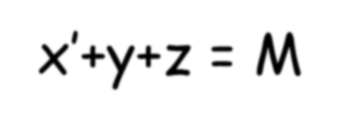 x'+y+z = M